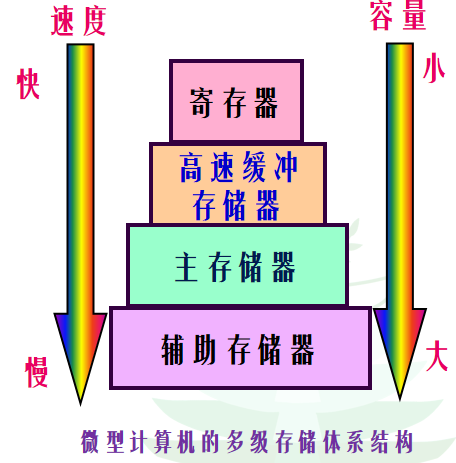 速度
容量
快
小
寄存器
高速缓冲
存储器
主存储器
辅助存储器
慢
大
微型计算机的多级存储体系结构